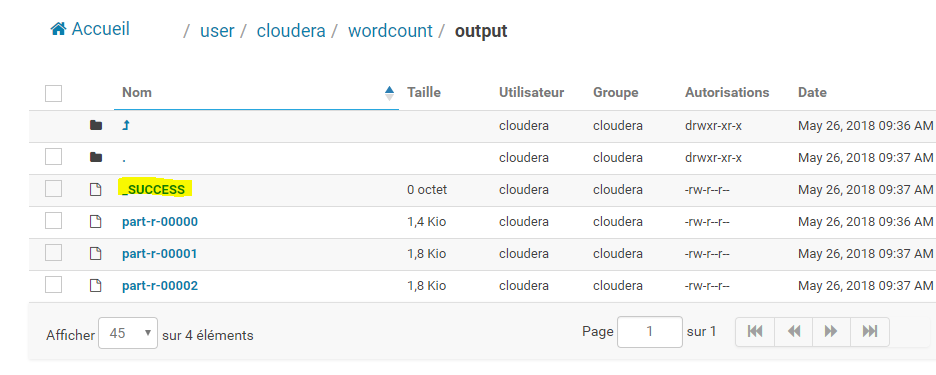 Accueil / user / cloudera / wordcount / output
Nom Taille Utilisateur Groupe Autorisations Date
cloudera cloudera drwxr-xr-x May 26, 2018 09:36 AM
. cloudera cloudera drwxr-xr-x May 26, 2018 09:37 AM
_SUCCESS 0 octet cloudera cloudera -rw-r--r-- May 26, 2018 09:37 AM
part-r-00000 1,4 Kio cloudera cloudera -rw-r--r-- May 26, 2018 09:36 AM
part-r-00001 1,8 Kio cloudera cloudera -rw-r--r-- May 26, 2018 09:37 AM
part-r-00002 1,8 Kio cloudera cloudera -rw-r--r-- May 26, 2018 09:37 AM
Afficher 45 sur 4 éléments Page 1 sur 1